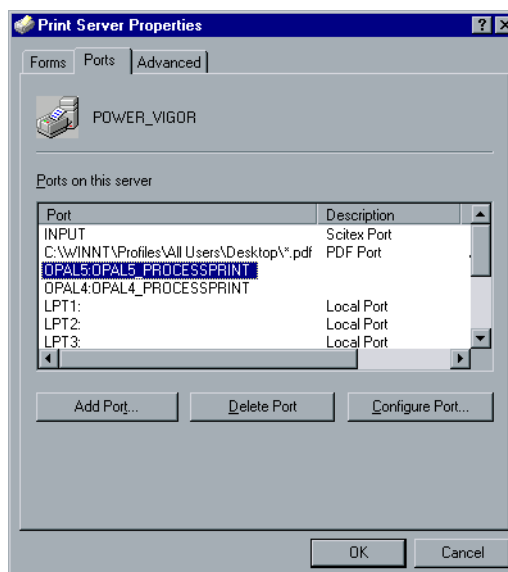 Print Server Properties
Forms Ports Advanced
POWER_VIGOR
Ports on this server
Port Description
INPUT Scitex Port
C:\WINNT\Profiles\All Users\Desktop\*.pdf PDF Port
OPAL5:OPAL5_PROCESSPRINT
OPAL4:OPAL4_PROCESSPRINT
LPT1: Local Port
LPT2: Local Port
LPT3: Local Port
Add Port... Delete Port Configure Port...
OK Cancel